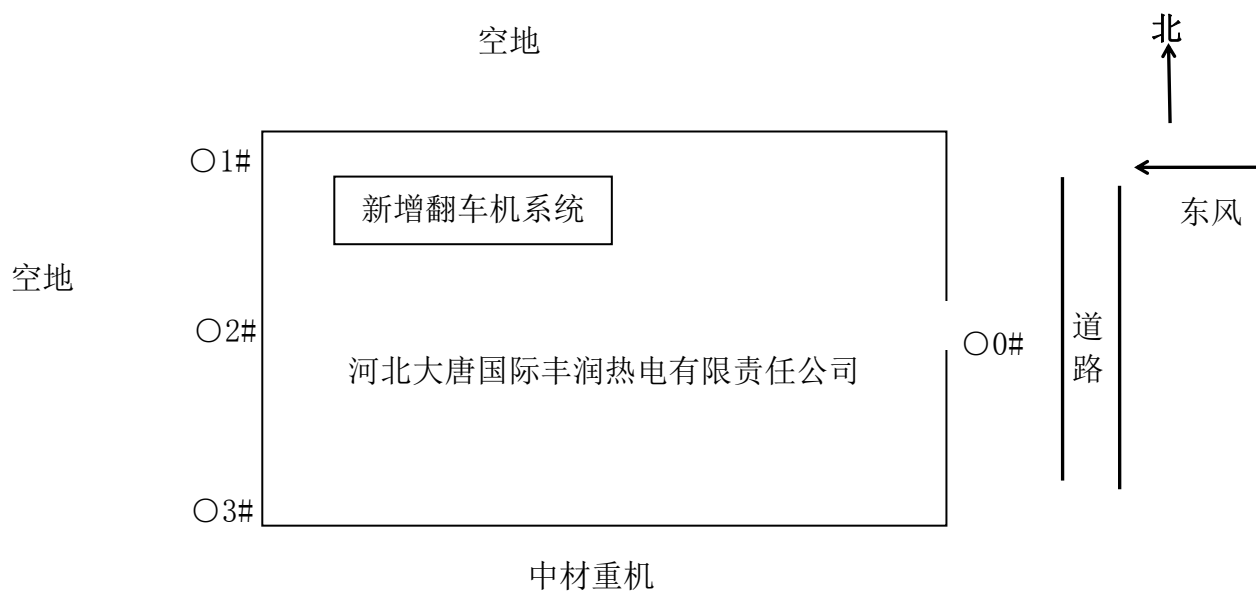 空地
北
○1#
新增翻车机系统
东风
空地
○2#
○0#
道路
河北大唐国际丰润热电有限责任公司
○3#
中材重机